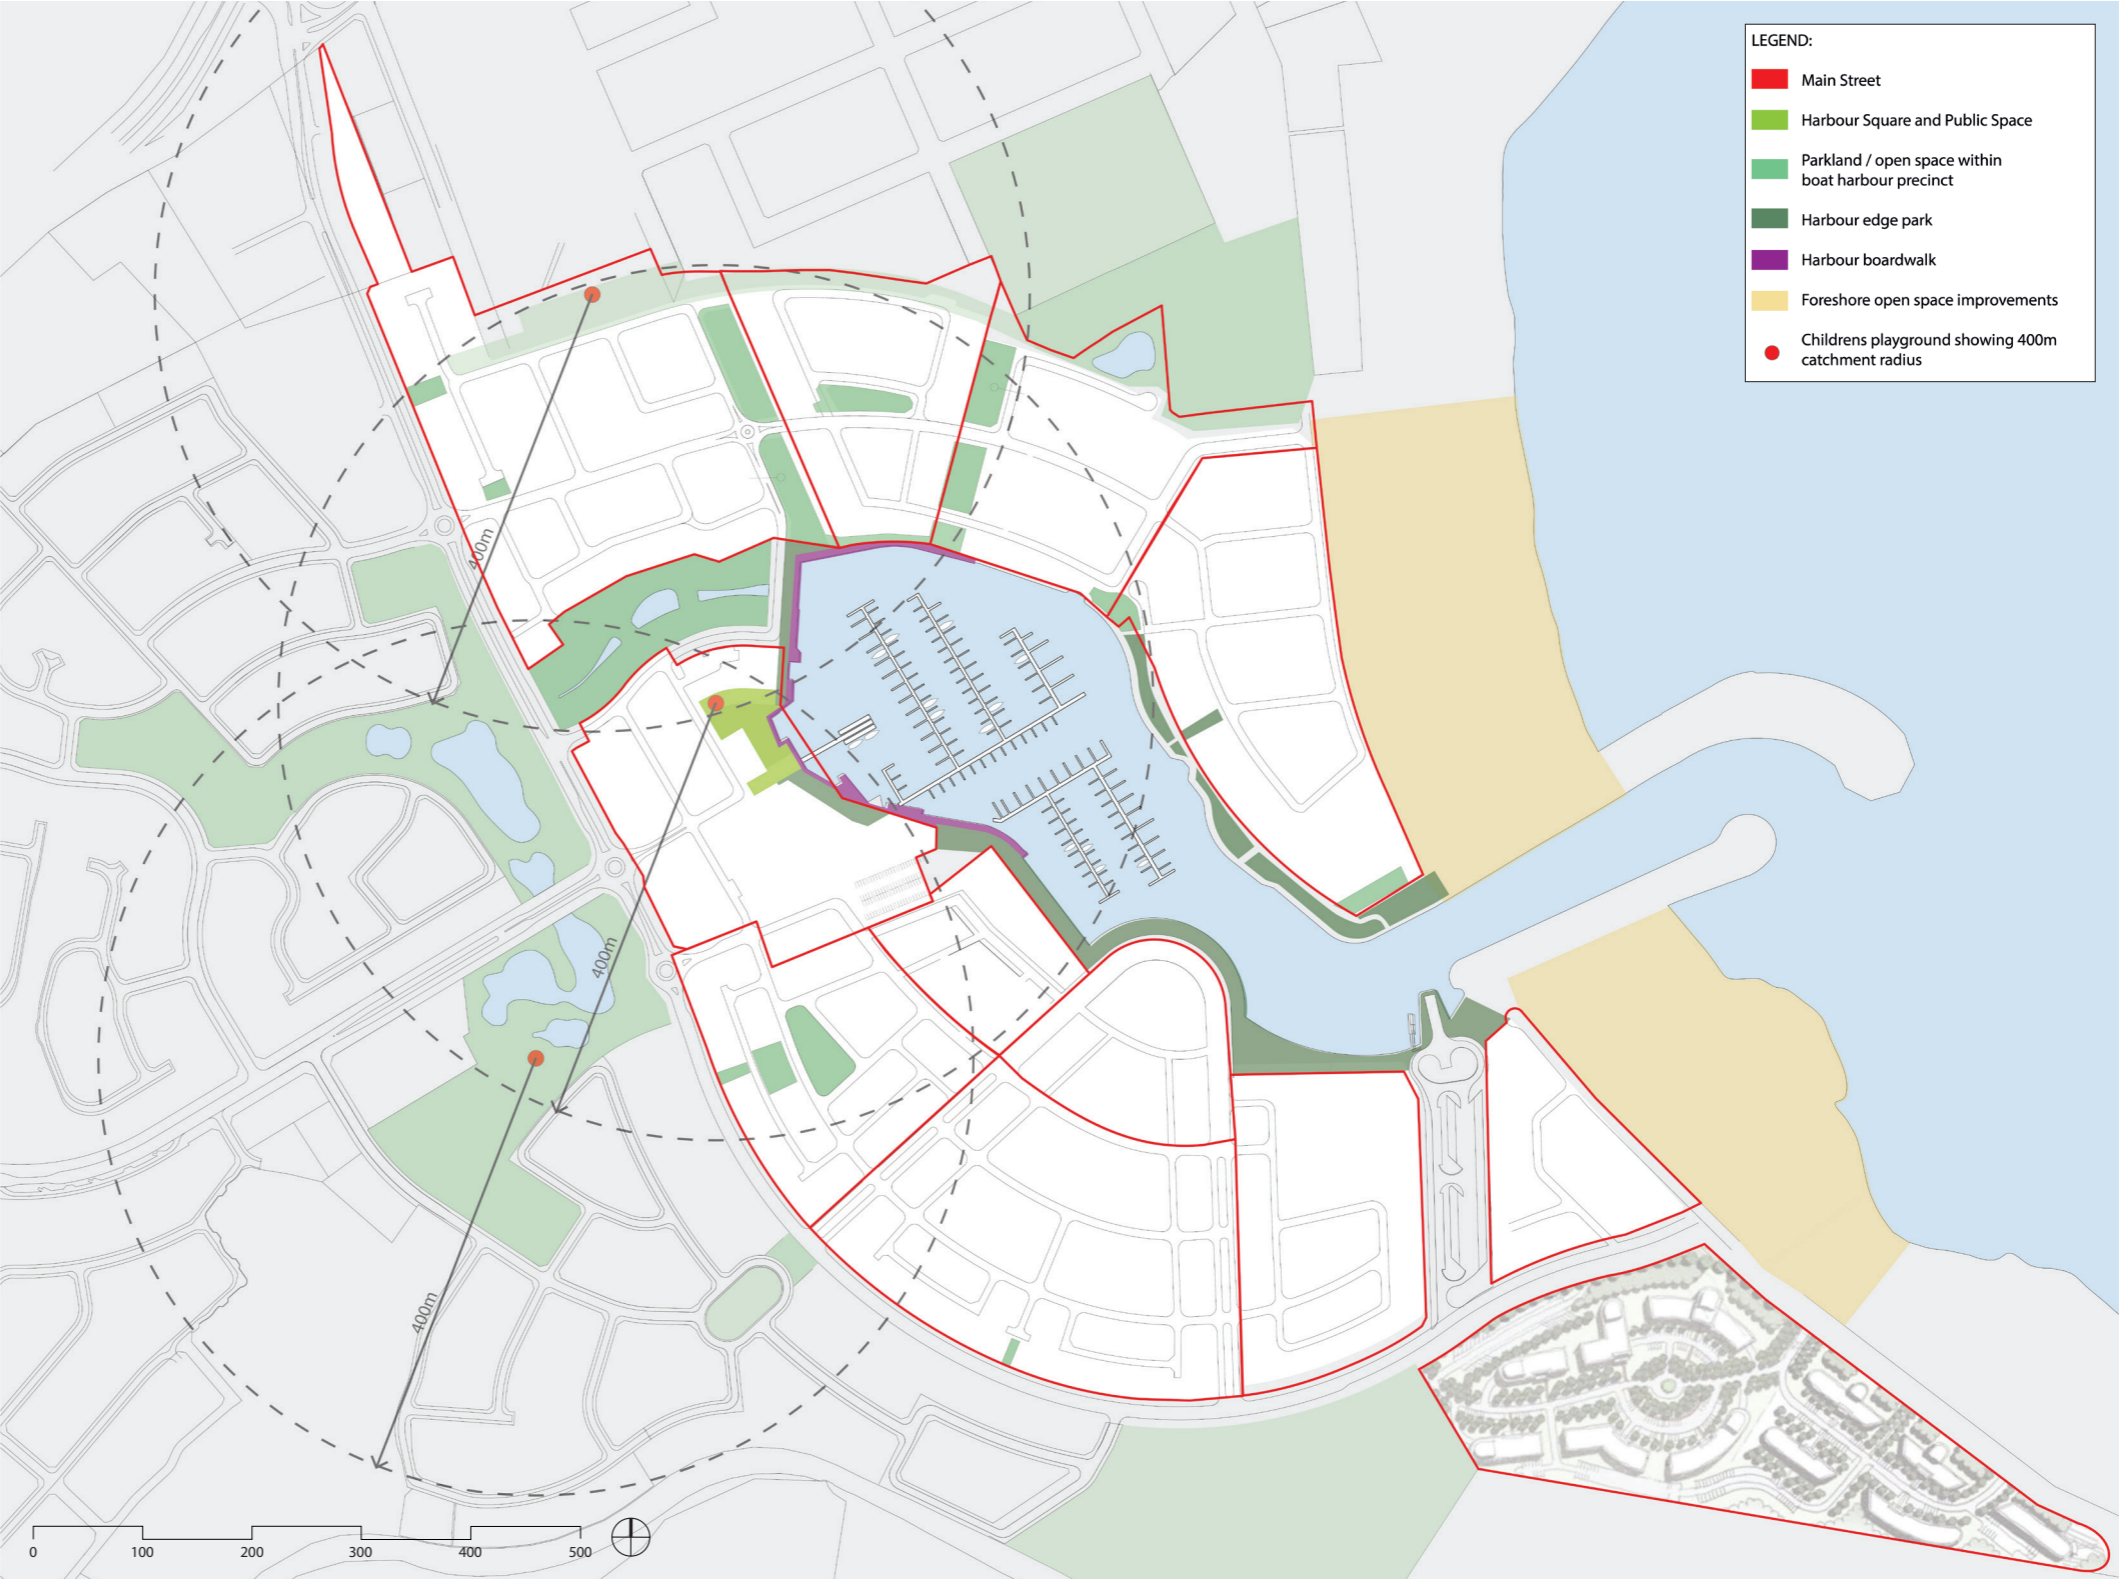 LEGEND:
Main Street
Harbour Square and Public Space
Parkland / open space within
boat harbour precinct
Harbour edge park
Harbour boardwalk
Foreshore open space improvements
Childrens playground showing 400m
catchment radius
400m
400m
400m
0 100 200 300 400 500